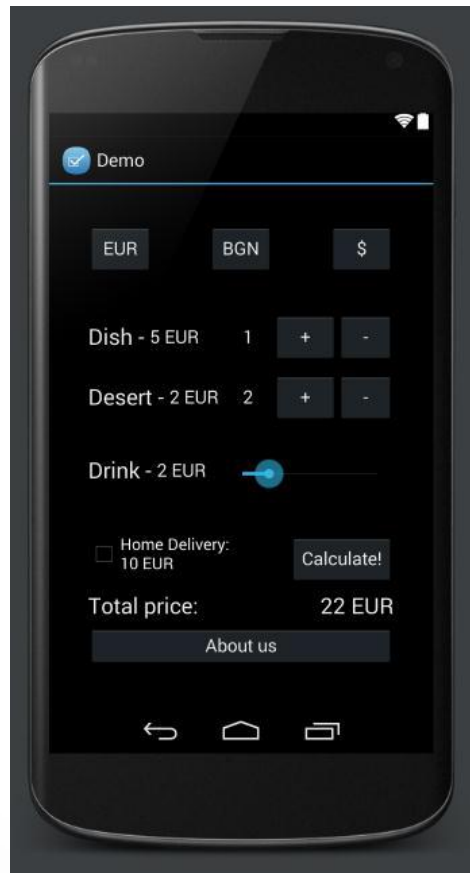 Demo
EUR BGN $
Dish - 5 EUR 1 + -
Desert - 2 EUR 2 + -
Drink - 2 EUR
Home Delivery:
10 EUR
Calculate!
Total price: 22 EUR
About us